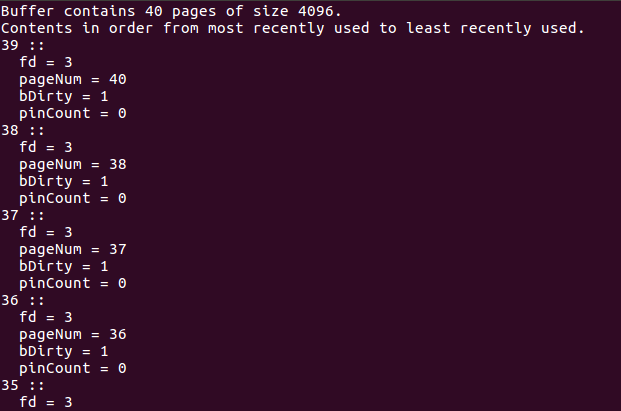 Buffer contains 40 pages of size 4096.
Contents in order from most recently used to least recently used.
39 ::
  fd = 3
  pageNum = 40
  bDirty = 1
  pinCount = 0
38 ::
  fd = 3
  pageNum = 38
  bDirty = 1
  pinCount = 0
37 ::
  fd = 3
  pageNum = 37
  bDirty = 1
  pinCount = 0
36 ::
  fd = 3
  pageNum = 36
  bDirty = 1
  pinCount = 0
35 ::
  fd = 3